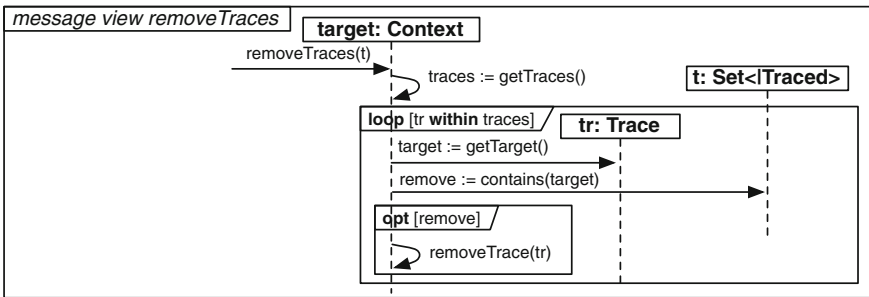 message view removeTraces
target: Context
removeTraces(t)
traces := getTraces()
t: Set<|Traced>
loop [tr within traces]
tr: Trace
target := getTarget()
remove := contains(target)
opt [remove]
removeTrace(tr)